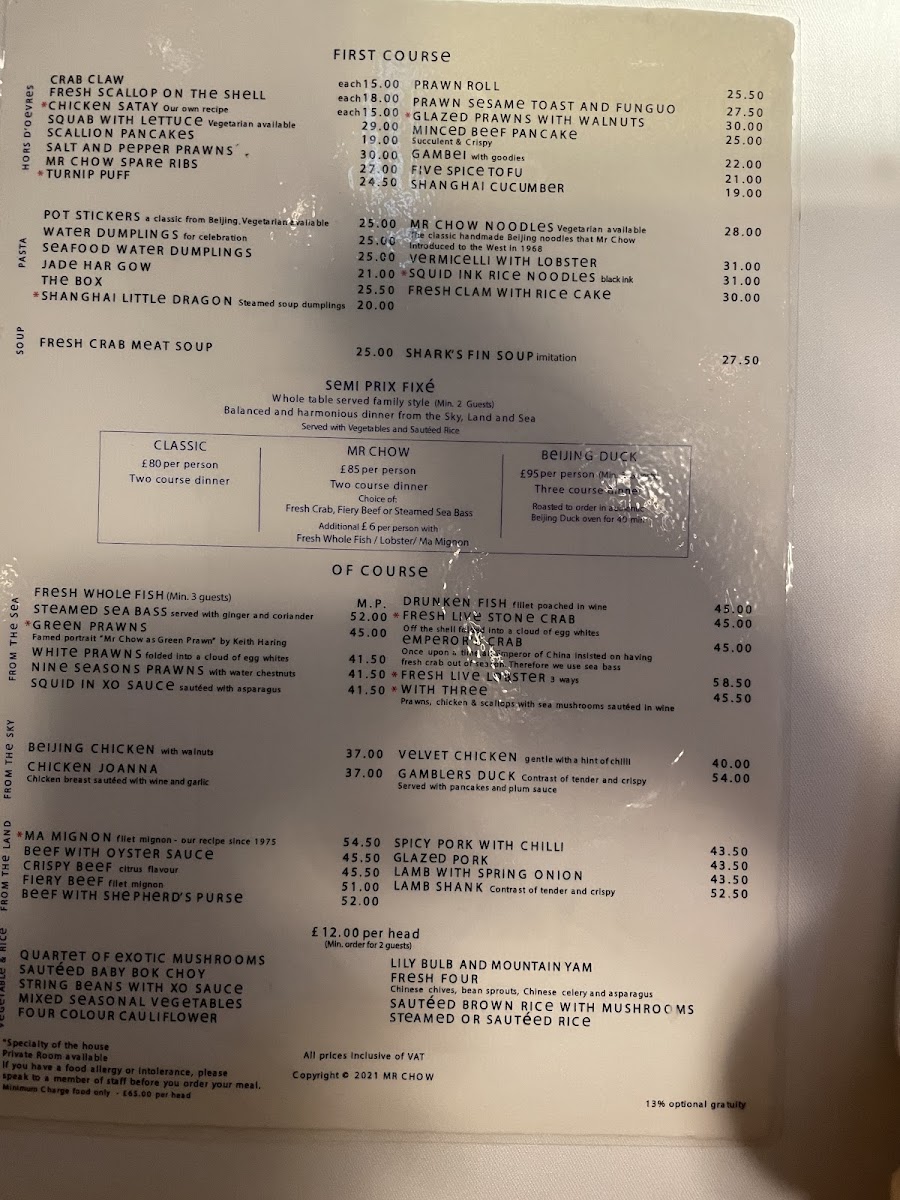 FIRST COURSE
HORS D'OEVRES
CRAB CLAW each 15.00
FRESH SCALLOP ON THE SHELL each 18.00
*CHICKEN SATAY Our own recipe each 15.00
SQUAB WITH LETTUCE Vegetarian available 29.00
SCALLION PANCAKES 19.00
SALT AND PEPPER PRAWNS 30.00
MR CHOW SPARE RIBS 27.00
*TURNIP PUFF 24.50
PRAWN ROLL 25.50
PRAWN SESAME TOAST AND FUNGUO 27.50
*GLAZED PRAWNS WITH WALNUTS 30.00
MINCED BEEF PANCAKE 25.00
Succulent & Crispy
GAMBEI with goodies 22.00
FIVE SPICE TOFU 21.00
SHANGHAI CUCUMBER 19.00
PASTA
POT STICKERS a classic from Beijing, Vegetarian avaliable 25.00
WATER DUMPLINGS for celebration 25.00
SEAFOOD WATER DUMPLINGS 25.00
JADE HAR GOW 21.00
THE BOX 25.50
*SHANGHAI LITTLE DRAGON Steamed soup dumplings 20.00
MR CHOW NOODLES Vegetarian available 28.00
The classic handmade Beijing noodles that Mr Chow
Introduced to the West in 1968
VERMICELLI WITH LOBSTER 31.00
*SQUID INK RICE NOODLES black ink 31.00
FRESH CLAM WITH RICE CAKE 30.00
SOUP
FRESH CRAB MEAT SOUP 25.00
SHARK'S FIN SOUP imitation 27.50
SEMI PRIX FIXÉ
Whole table served family style (Min. 2 Guests)
Balanced and harmonious dinner from the Sky, Land and Sea
Served with Vegetables and Sautéed Rice
CLASSIC
£80 per person
Two course dinner
MR CHOW
£85 per person
Two course dinner
Choice of:
Fresh Crab, Fiery Beef or Steamed Sea Bass
Additional £6 per person with
Fresh Whole Fish / Lobster/ Ma Mignon
BEIJING DUCK
£95 per person (Min.
Three course dinner
Roasted to order in authentic
Beijing Duck oven for 40 min
OF COURSE
FROM THE SEA
FRESH WHOLE FISH (Min. 3 guests) M.P.
STEAMED SEA BASS served with ginger and coriander 52.00
*GREEN PRAWNS 45.00
Famed portrait "Mr Chow as Green Prawn" by Keith Haring
WHITE PRAWNS folded into a cloud of egg whites 41.50
NINE SEASONS PRAWNS with water chestnuts 41.50
SQUID IN XO SAUCE sautéed with asparagus 41.50
DRUNKEN FISH fillet poached in wine 45.00
*FRESH LIVE STONE CRAB 45.00
Off the shell folded into a cloud of egg whites
EMPEROR'S CRAB 45.00
Once upon a time an Emperor of China insisted on having
fresh crab out of season. Therefore we use sea bass
*FRESH LIVE LOBSTER 3 ways 58.50
*WITH THREE 45.50
Prawns, chicken & scallops with sea mushrooms sautéed in wine
FROM THE SKY
BEIJING CHICKEN with walnuts 37.00
CHICKEN JOANNA 37.00
Chicken breast sautéed with wine and garlic
VELVET CHICKEN gentle with a hint of chilli 40.00
GAMBLERS DUCK Contrast of tender and crispy 54.00
Served with pancakes and plum sauce
FROM THE LAND
*MA MIGNON filet mignon - our recipe since 1975 54.50
BEEF WITH OYSTER SAUCE 45.50
CRISPY BEEF citrus flavour 45.50
FIERY BEEF filet mignon 51.00
BEEF WITH SHEPHERD'S PURSE 52.00
SPICY PORK WITH CHILLI 43.50
GLAZED PORK 43.50
LAMB WITH SPRING ONION 43.50
LAMB SHANK Contrast of tender and crispy 52.50
VEGETABLE & RICE
£12.00 per head
(Min. order for 2 guests)
QUARTET OF EXOTIC MUSHROOMS
SAUTÉED BABY BOK CHOY
STRING BEANS WITH XO SAUCE
MIXED SEASONAL VEGETABLES
FOUR COLOUR CAULIFLOWER
LILY BULB AND MOUNTAIN YAM
FRESH FOUR
Chinese chives, bean sprouts, Chinese celery and asparagus
SAUTÉED BROWN RICE WITH MUSHROOMS
STEAMED OR SAUTÉED RICE
*Specialty of the house
Private Room available
If you have a food allergy or intolerance, please
speak to a member of staff before you order your meal.
Minimum Charge food only - £65.00 per head
All prices inclusive of VAT
Copyright © 2021 MR CHOW
13% optional gratuity